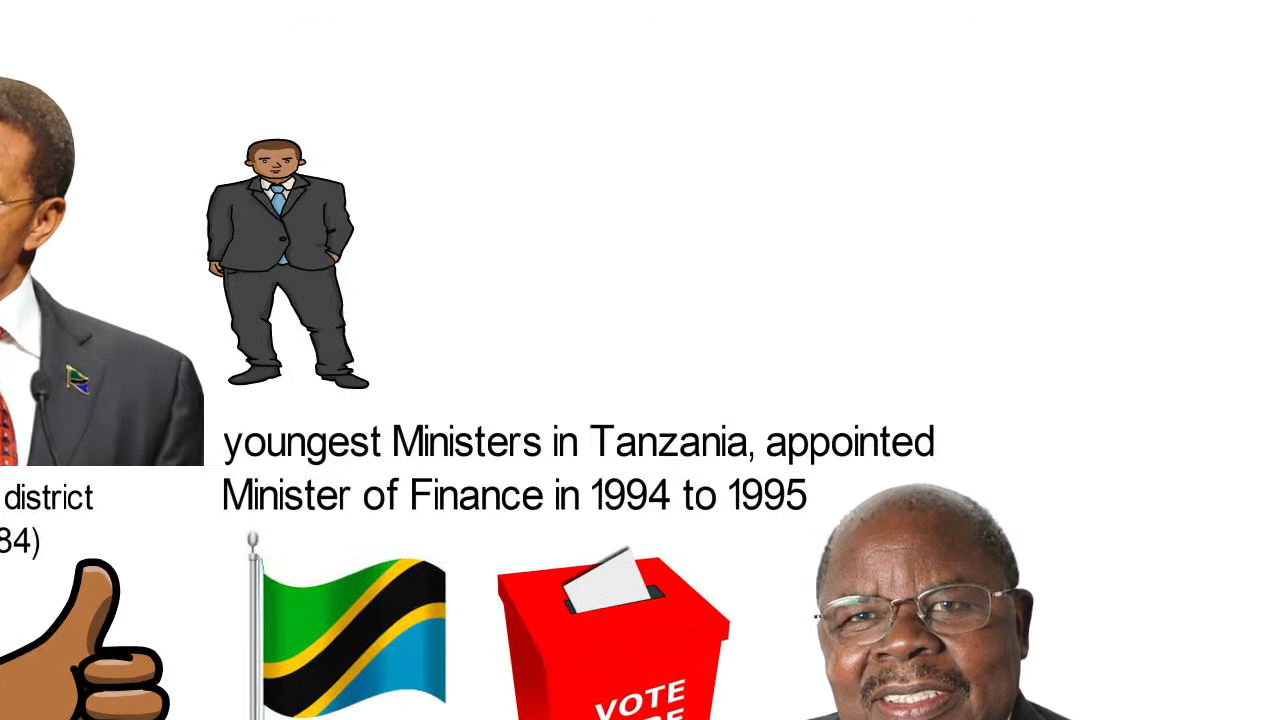 youngest Ministers in Tanzania, appointed
Minister of Finance in 1994 to 1995
district
84)
VOTE